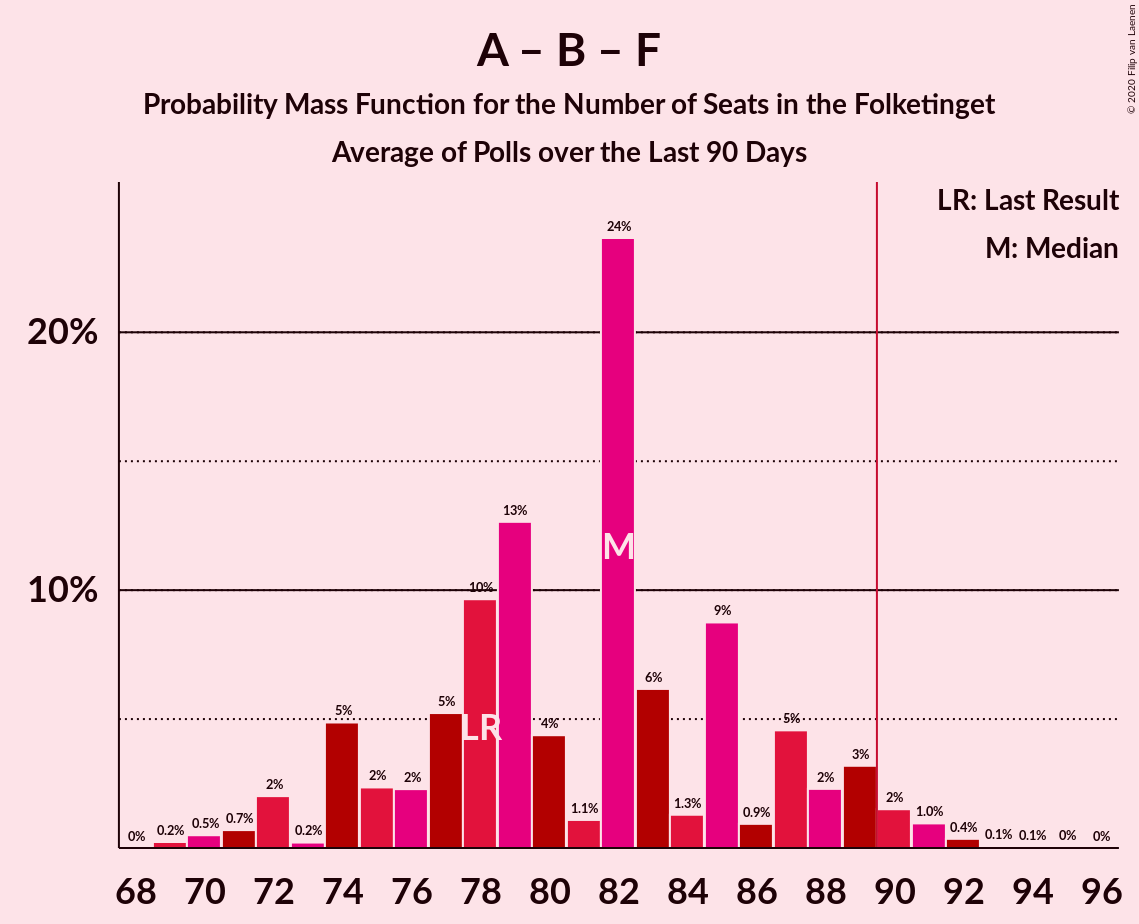 A – B – F
Probability Mass Function for the Number of Seats in the Folketinget
Average of Polls over the Last 90 Days
© 2020 Filip van Laenen
LR: Last Result
M: Median
20%
10%
0% 0.2% 0.5% 0.7% 2% 0.2% 5% 2% 2% 5% 10% 13% 4% 1.1% 24% 6% 1.3% 9% 0.9% 5% 2% 3% 2% 1.0% 0.4% 0.1% 0.1% 0% 0%
LR
M
68 70 72 74 76 78 80 82 84 86 88 90 92 94 96